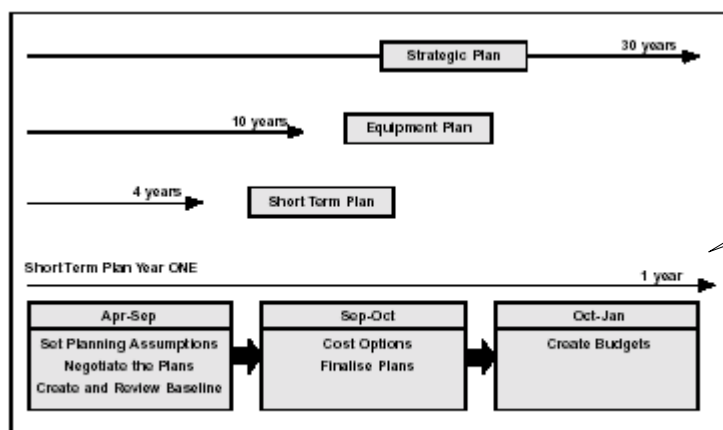 Strategic Plan
30 years
10 years
Equipment Plan
4 years
Short Term Plan
Short Term Plan Year ONE
1 year
Apr-Sep
Set Planning Assumptions
Negotiate the Plans
Create and Review Baseline
Sep-Oct
Cost Options
Finalise Plans
Oct-Jan
Create Budgets